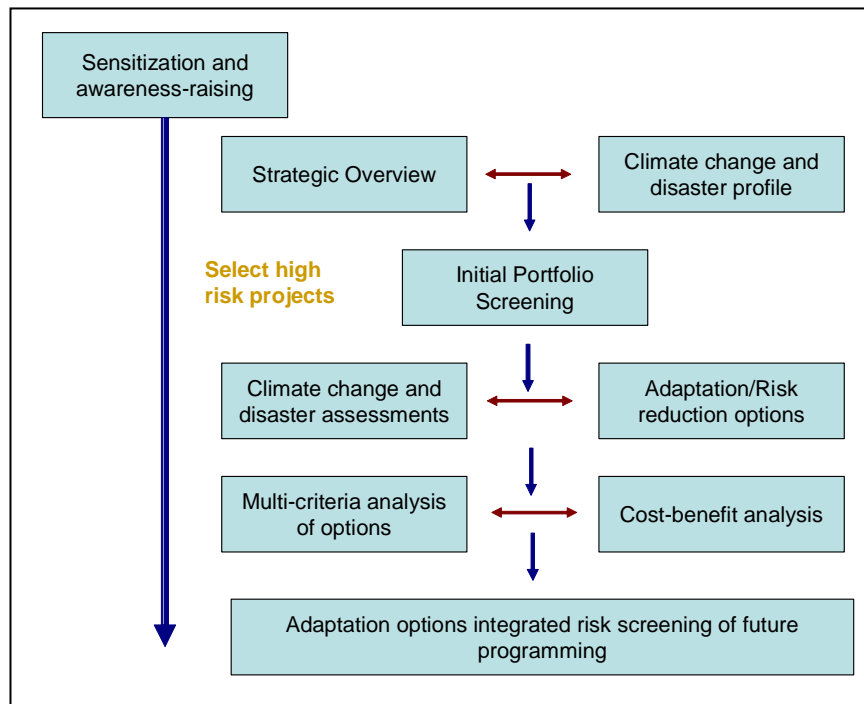 Sensitization and
awareness-raising
Strategic Overview
Climate change and
disaster profile
Select high
risk projects
Initial Portfolio
Screening
Climate change and
disaster assessments
Adaptation/Risk
reduction options
Multi-criteria analysis
of options
Cost-benefit analysis
Adaptation options integrated risk screening of future
programming